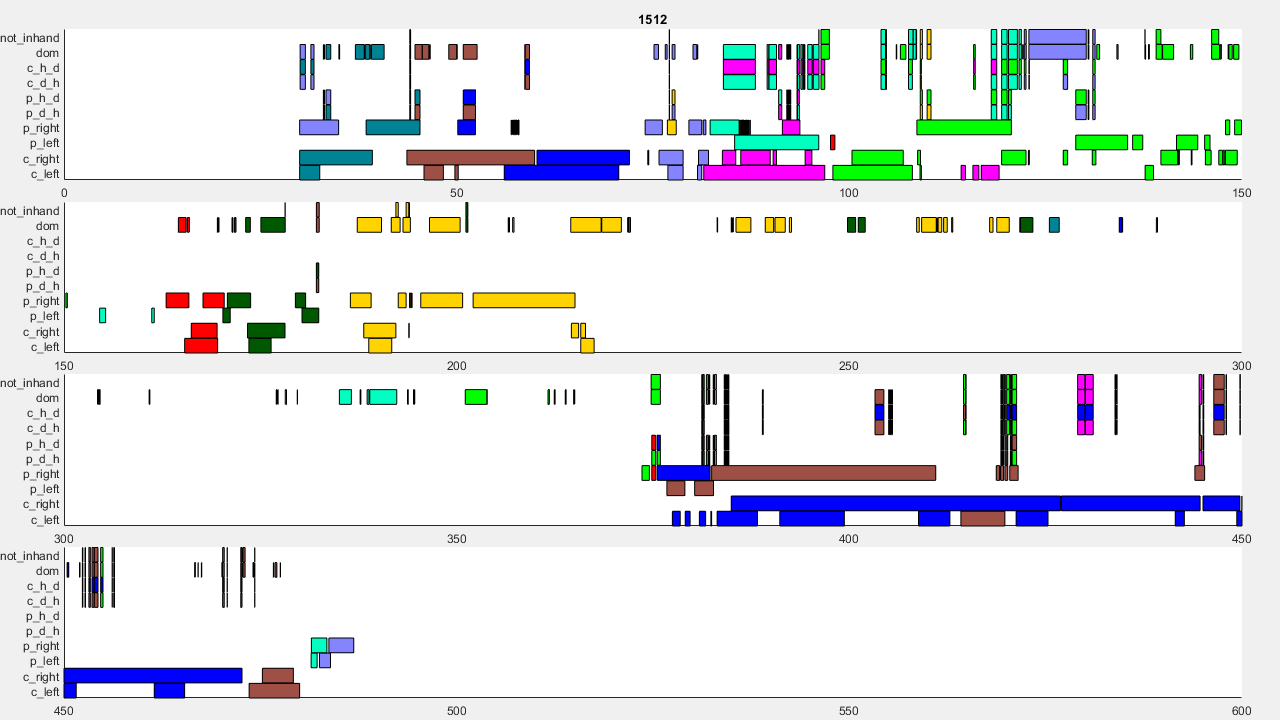 1512
not_inhand
dom
c_h_d
c_d_h
p_h_d
p_d_h
p_right
p_left
c_right
c_left
0 50 100 150
not_inhand
dom
c_h_d
c_d_h
p_h_d
p_d_h
p_right
p_left
c_right
c_left
150 200 250 300
not_inhand
dom
c_h_d
c_d_h
p_h_d
p_d_h
p_right
p_left
c_right
c_left
300 350 400 450
not_inhand
dom
c_h_d
c_d_h
p_h_d
p_d_h
p_right
p_left
c_right
c_left
450 500 550 600